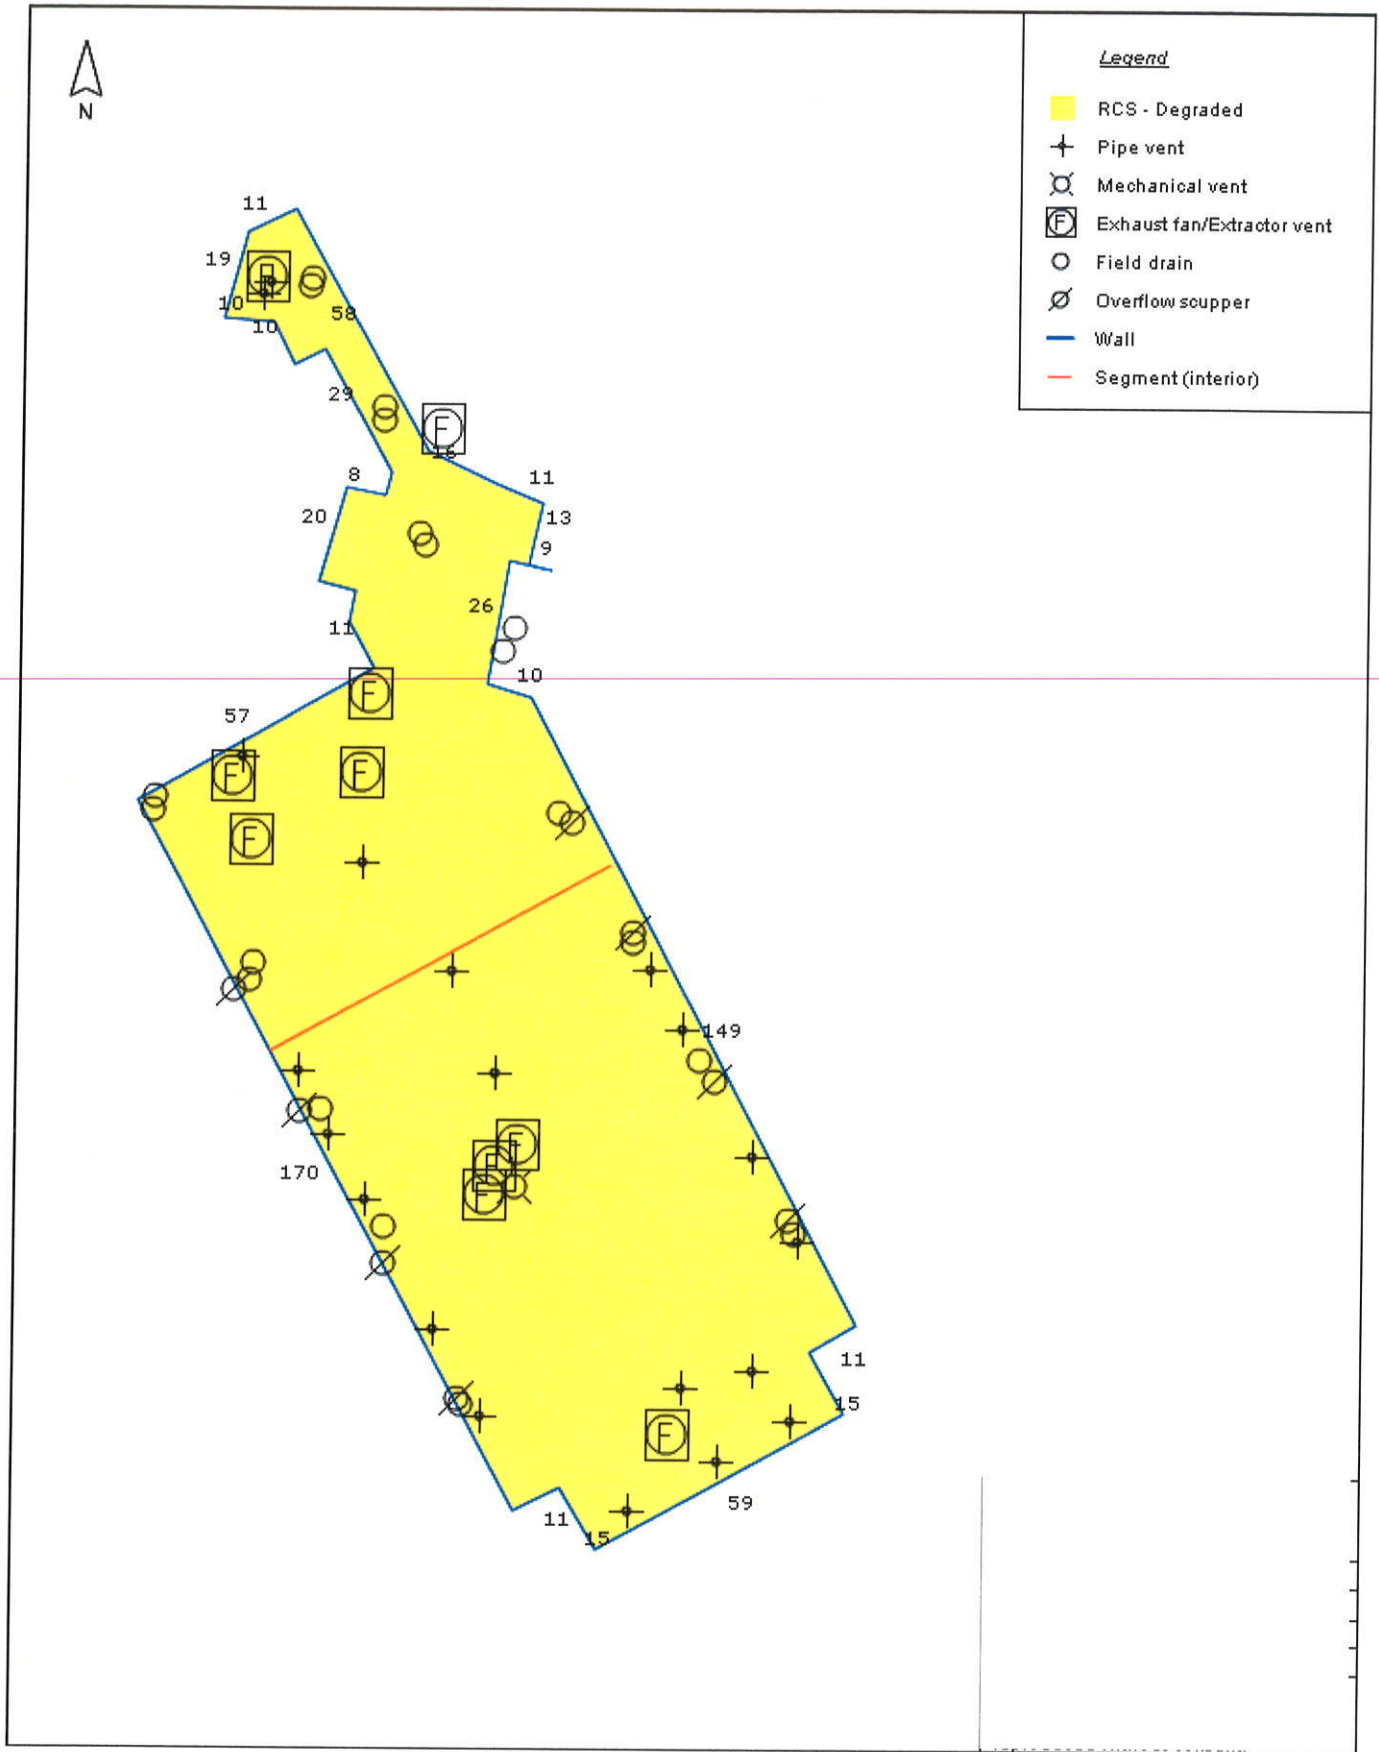 N
Legend
RCS - Degraded
Pipe vent
Mechanical vent
F Exhaust fan/Extractor vent
Field drain
Overflow scupper
Wall
Segment (interior)
11
19
10
10
58
29
F
16
8
11
20
13
9
26
11
10
F
57
F
F
F
149
170
F
F
F
11
15
F
59
11
15